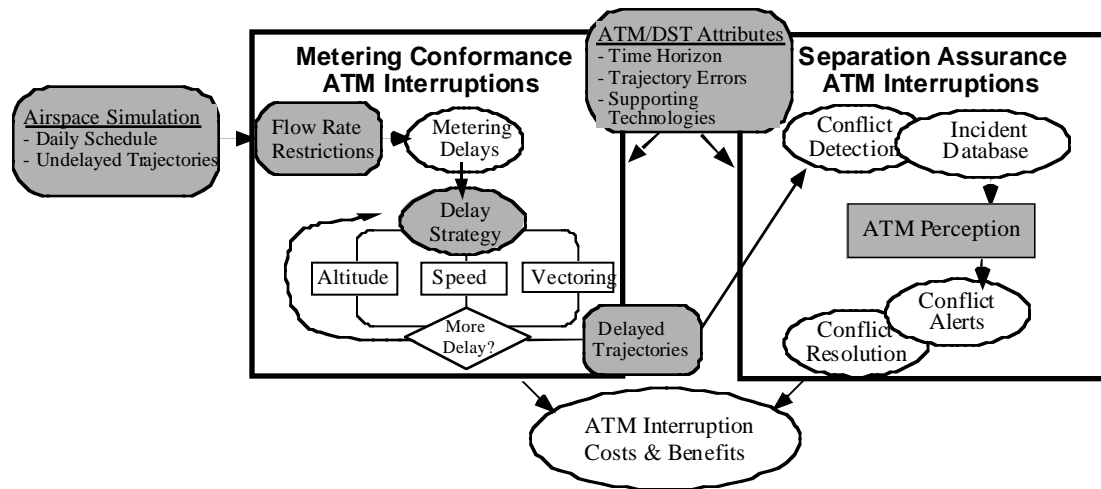 ATM/DST Attributes
- Time Horizon
- Trajectory Errors
- Supporting
Technologies
Metering Conformance
ATM Interruptions
Separation Assurance
ATM Interruptions
Airspace Simulation
- Daily Schedule
- Undelayed Trajectories
Flow Rate
Restrictions
Metering
Delays
Delay
Strategy
Altitude
Speed
Vectoring
More
Delay?
Delayed
Trajectories
Conflict
Detection
Incident
Database
ATM Perception
Conflict
Alerts
Conflict
Resolution
ATM Interruption
Costs & Benefits